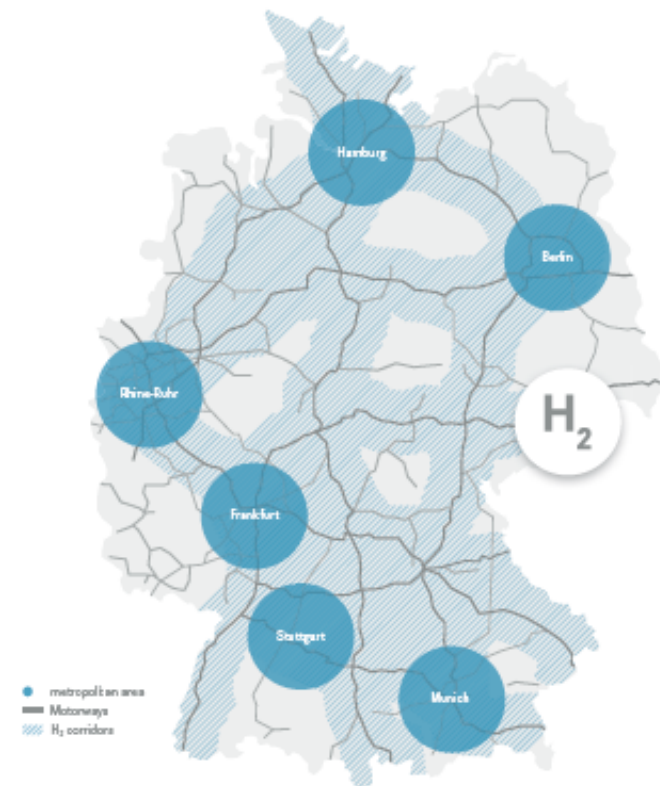 Hamburg
Berlin
Rhine-Ruhr
H₂
Frankfurt
Stuttgart
Munich
metropolitan area
Motorways
H₂ corridors